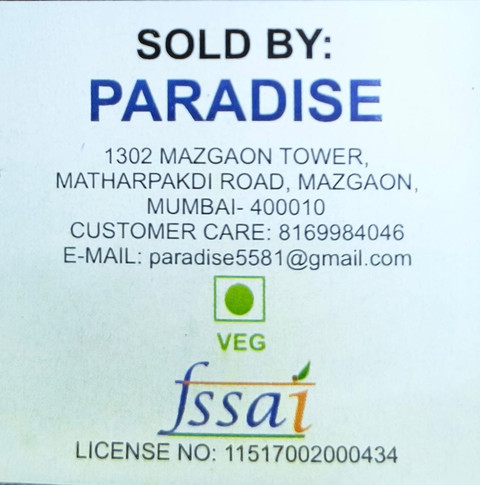 SOLD BY:
PARADISE
1302 MAZGAON TOWER,
MATHARPAKDI ROAD, MAZGAON,
MUMBAI- 400010
CUSTOMER CARE: 8169984046
E-MAIL: paradise5581@gmail.com
VEG
fssai
LICENSE NO: 11517002000434